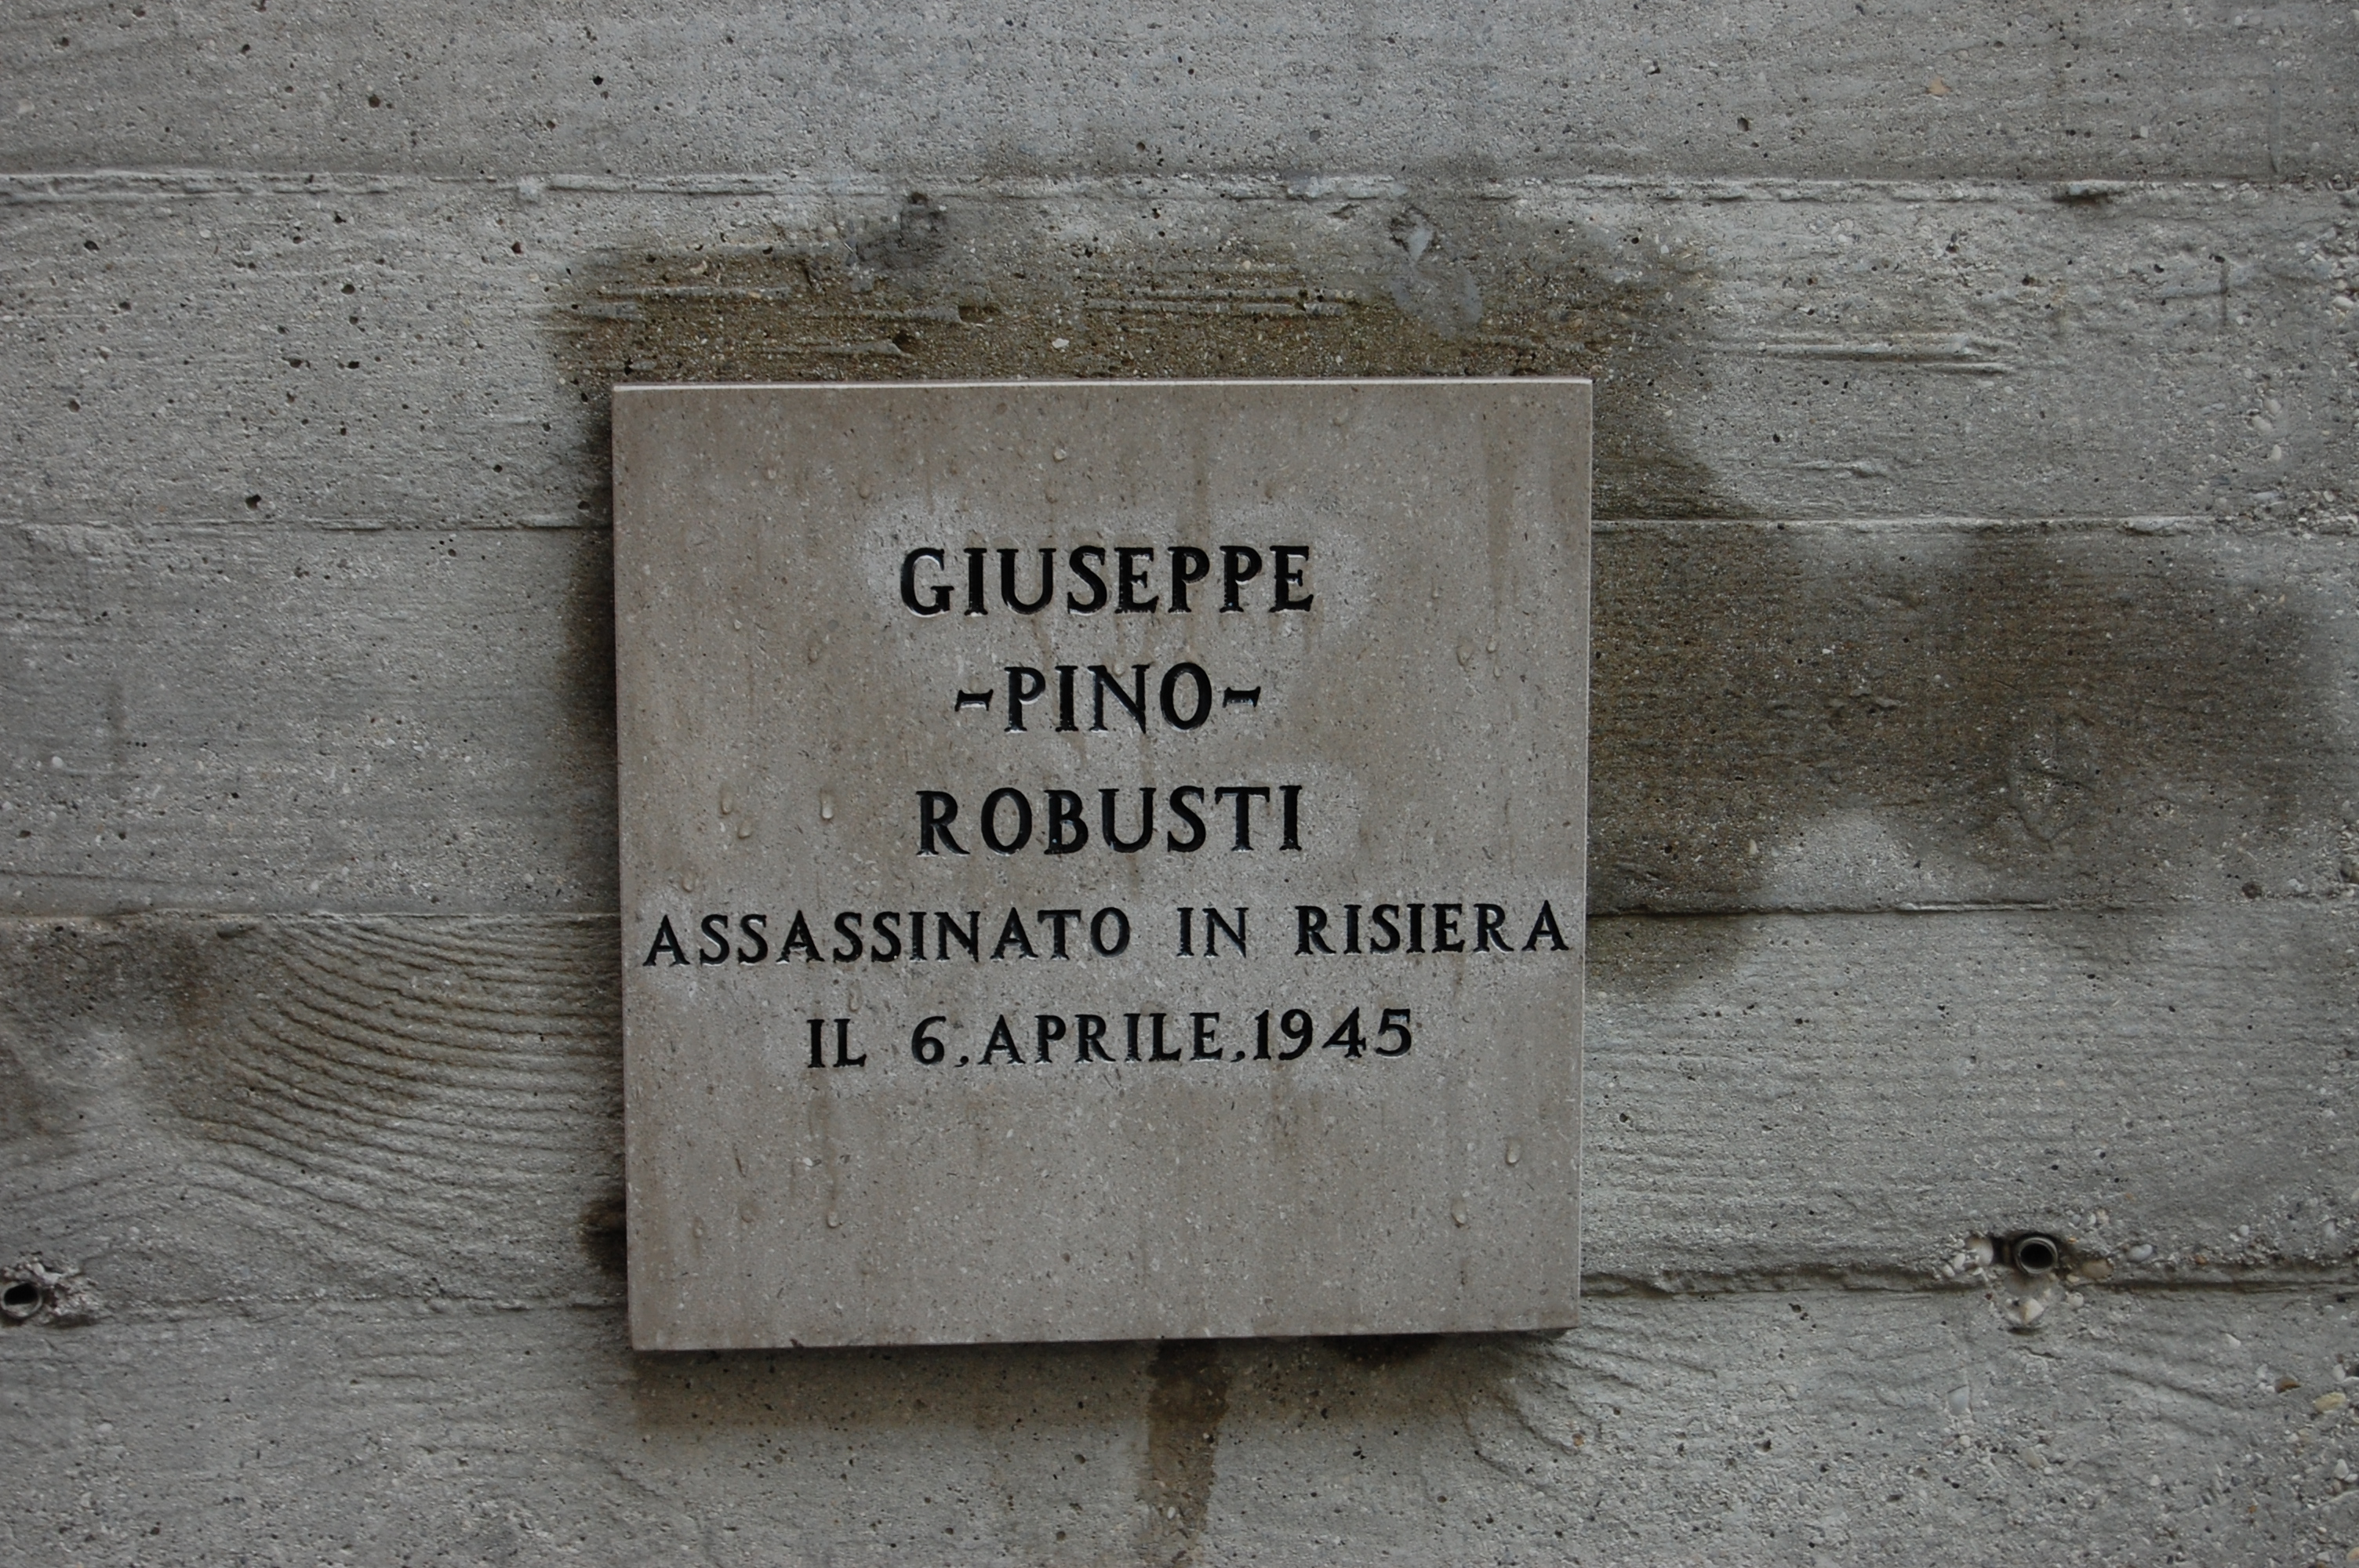 GIUSEPPE
-PINO-
ROBUSTI
ASSASSINATO IN RISIERA
IL 6.APRILE.1945